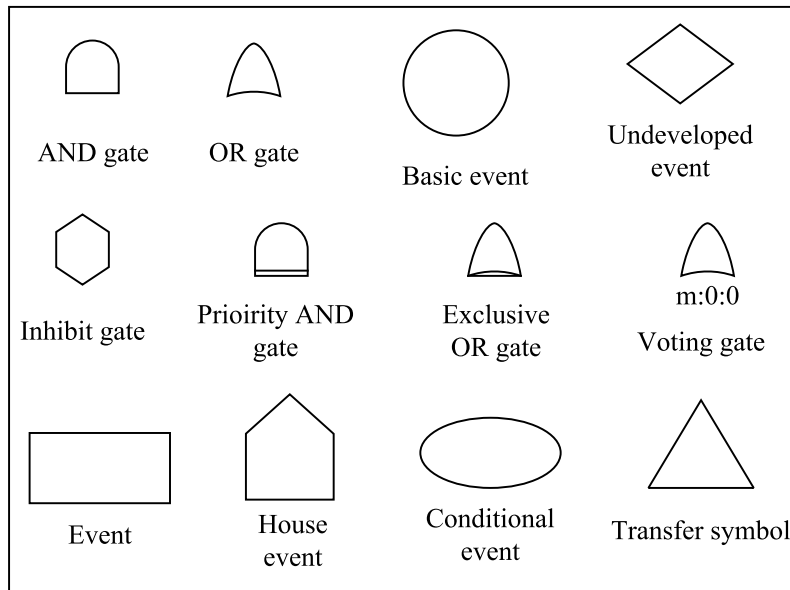 AND gate
OR gate
Basic event
Undeveloped
event
Inhibit gate
Prioirity AND
gate
Exclusive
OR gate
m:0:0
Voting gate
Event
House
event
Conditional
event
Transfer symbol